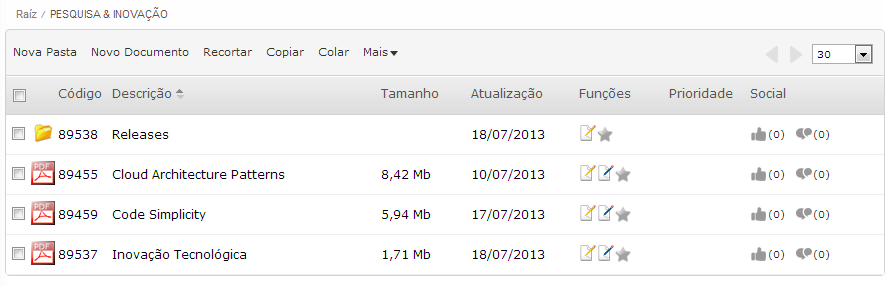 Raíz / PESQUISA & INOVAÇÃO
Nova Pasta Novo Documento Recortar Copiar Colar Mais 30
Código Descrição Tamanho Atualização Funções Prioridade Social
89538 Releases 18/07/2013 (0) (0)
PDF 89455 Cloud Architecture Patterns 8,42 Mb 10/07/2013 (0) (0)
PDF 89459 Code Simplicity 5,94 Mb 17/07/2013 (0) (0)
PDF 89537 Inovação Tecnológica 1,71 Mb 18/07/2013 (0) (0)